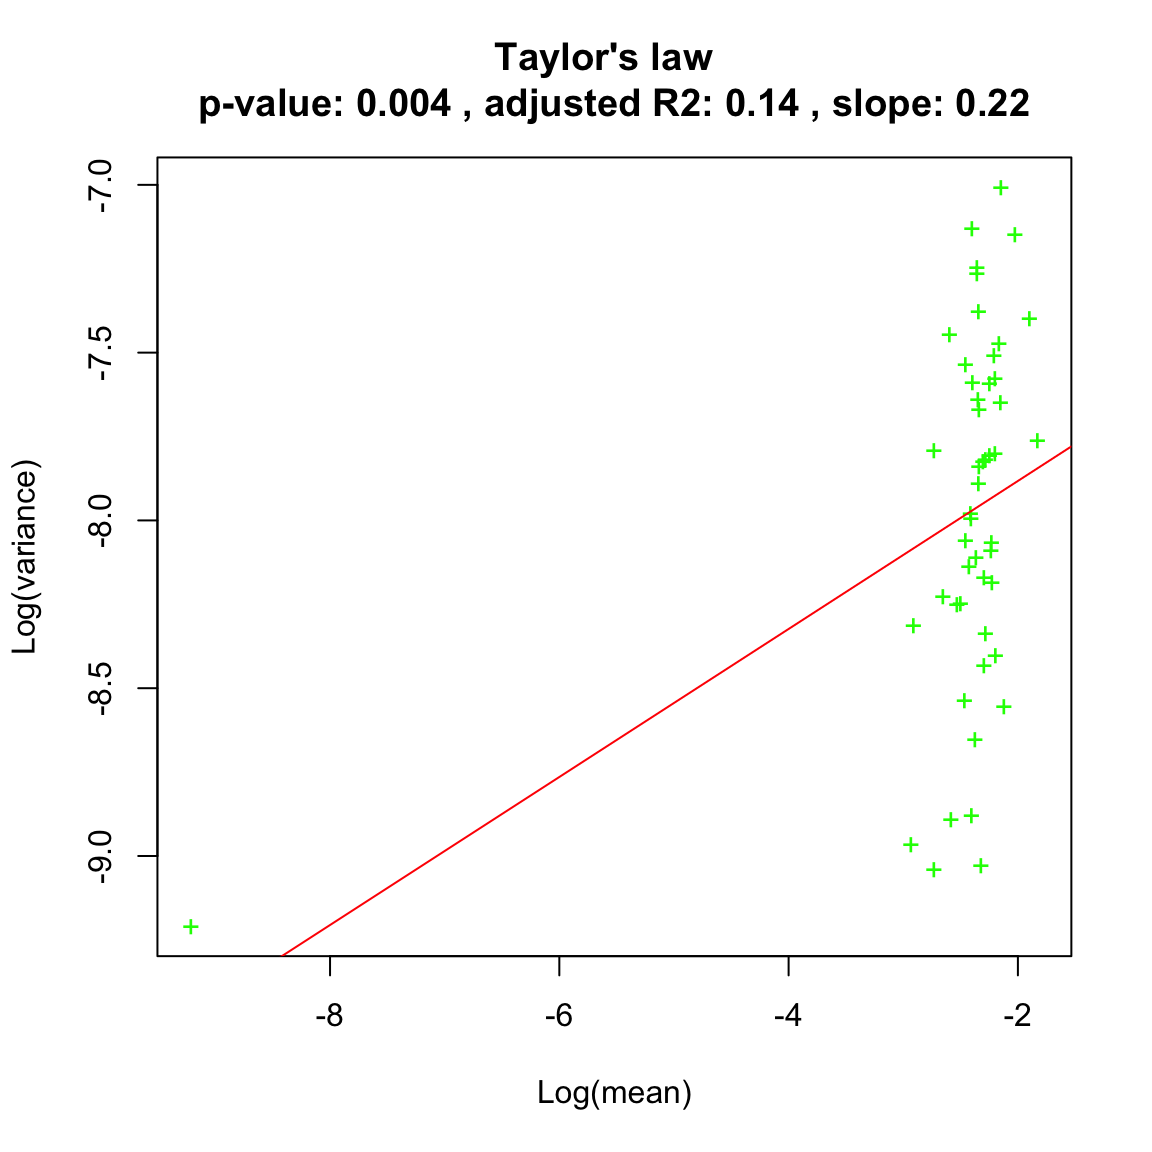 Taylor's law
p-value: 0.004 , adjusted R2: 0.14 , slope: 0.22
-7.0
-7.5
-8.0
-8.5
-9.0
Log(variance)
-8
-6
-4
-2
Log(mean)